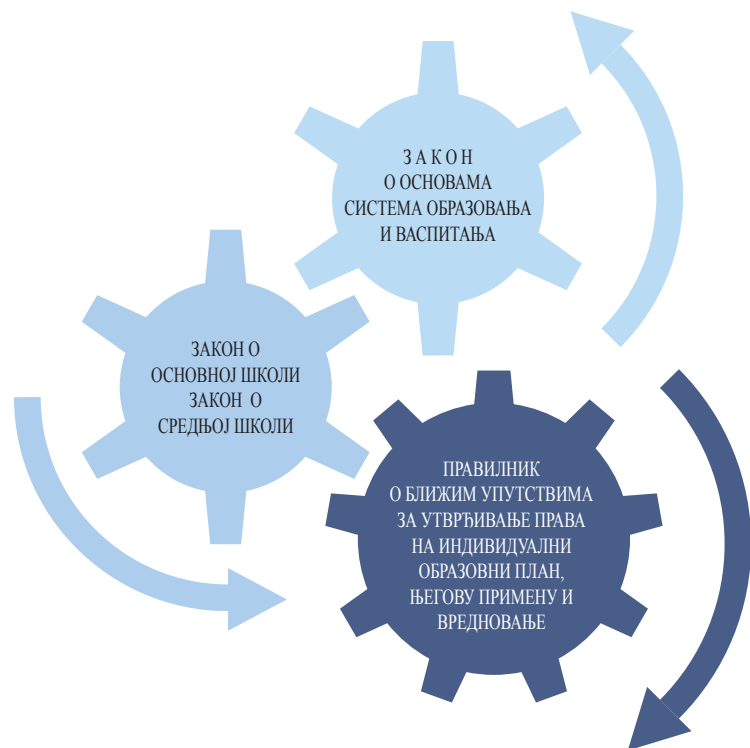 З А К О Н
О ОСНОВАМА
СИСТЕМА ОБРАЗОВАЊА
И ВАСПИТАЊА
ЗАКОН О
ОСНОВНОЈ ШКОЛИ
ЗАКОН О
СРЕДЊОЈ ШКОЛИ
ПРАВИЛНИК
О БЛИЖИМ УПУТСТВИМА
ЗА УТВРЂИВАЊЕ ПРАВА
НА ИНДИВИДУАЛНИ
ОБРАЗОВНИ ПЛАН,
ЊЕГОВУ ПРИМЕНУ И
ВРЕДНОВАЊЕ